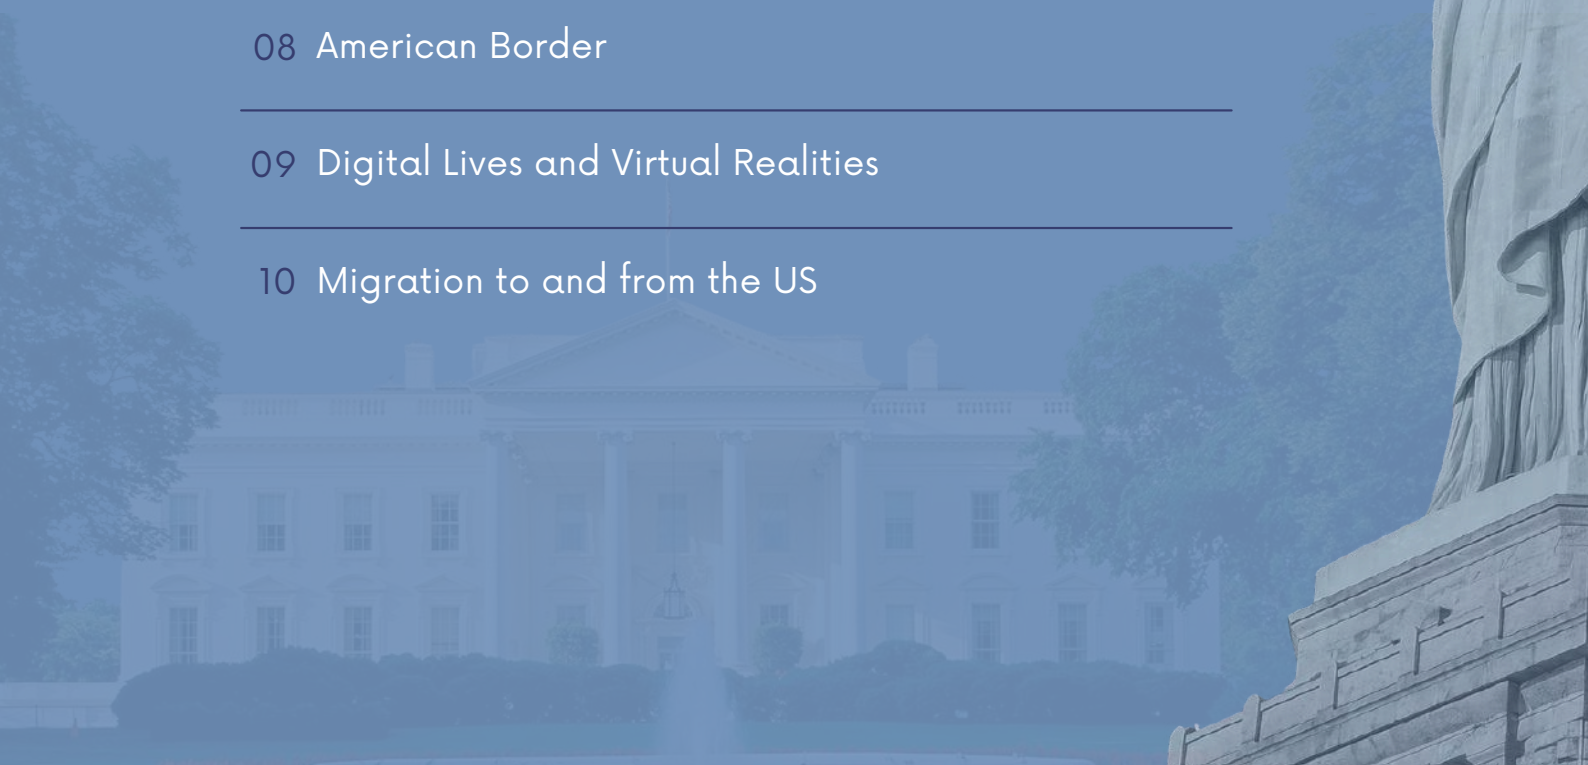 08 American Border
09 Digital Lives and Virtual Realities
10 Migration to and from the US